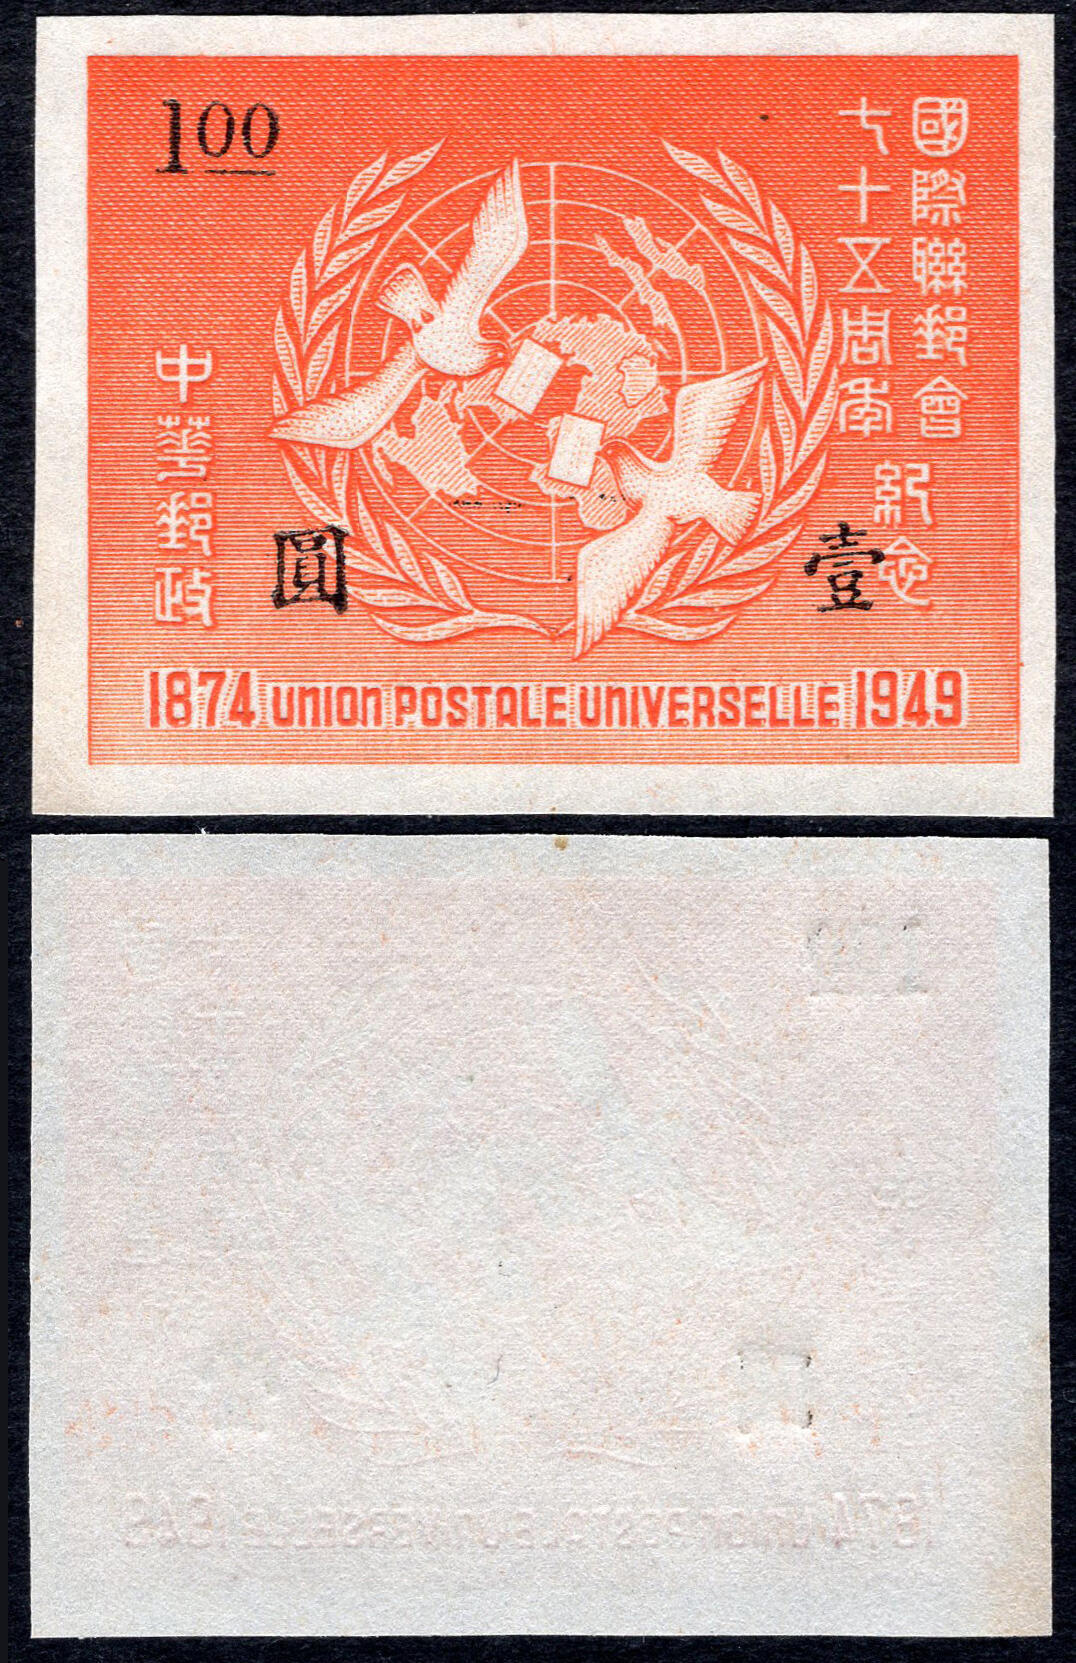 1.00
國際聯郵會
七十五周年
紀念
中華郵政
圓
壹
1874 UNION POSTALE UNIVERSELLE 1949